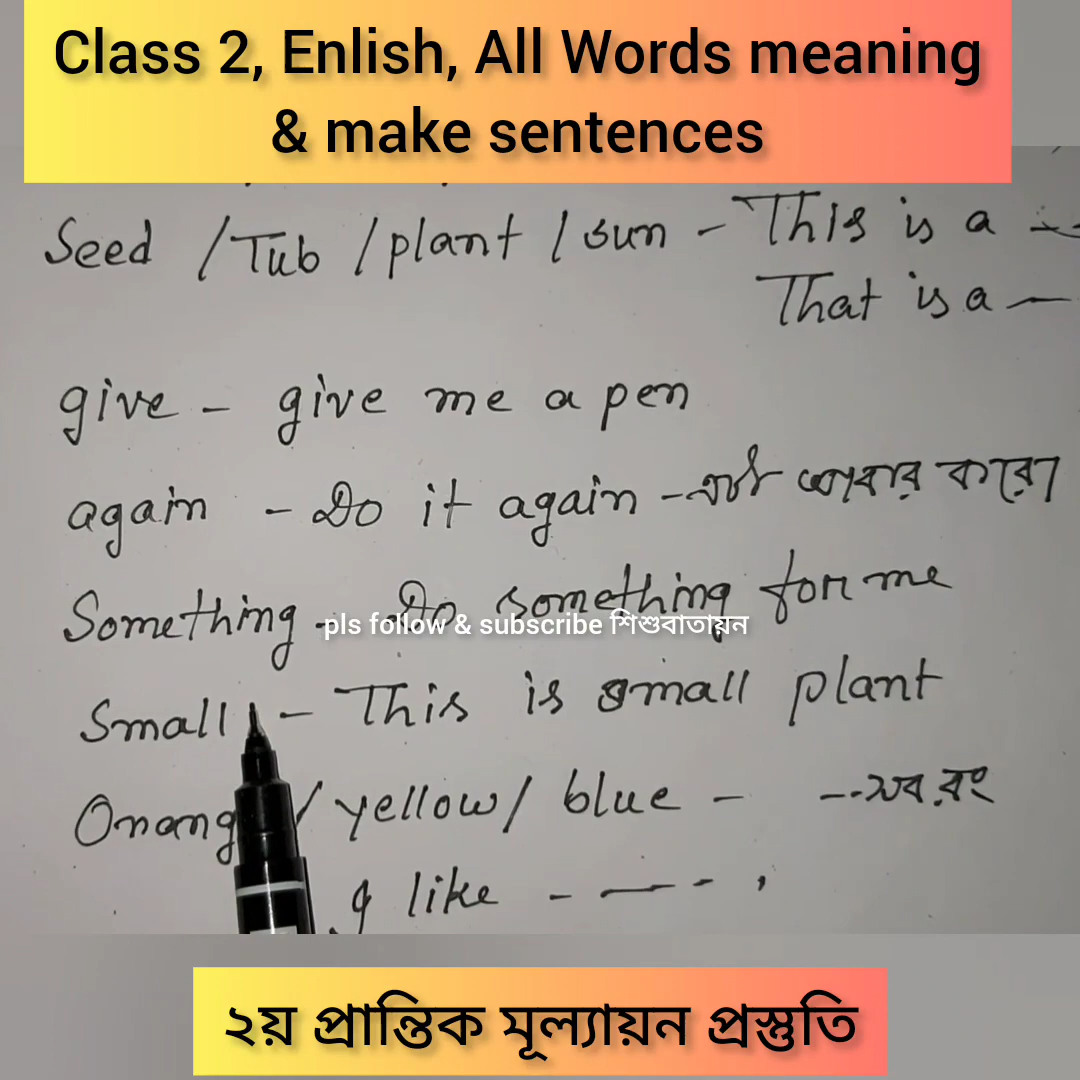 Class 2, Enlish, All Words meaning
& make sentences
Seed / Tub / plant / sun - This is a —
That is a —
give - give me a pen
again - Do it again - এটা আবার করো
Something - Do something for me
pls follow & subscribe শিশুবাতায়ন
Small - This is small plant
Orang / yellow / blue - -- সব রং
I like - — - .
২য় প্রান্তিক মূল্যায়ন প্রস্তুতি